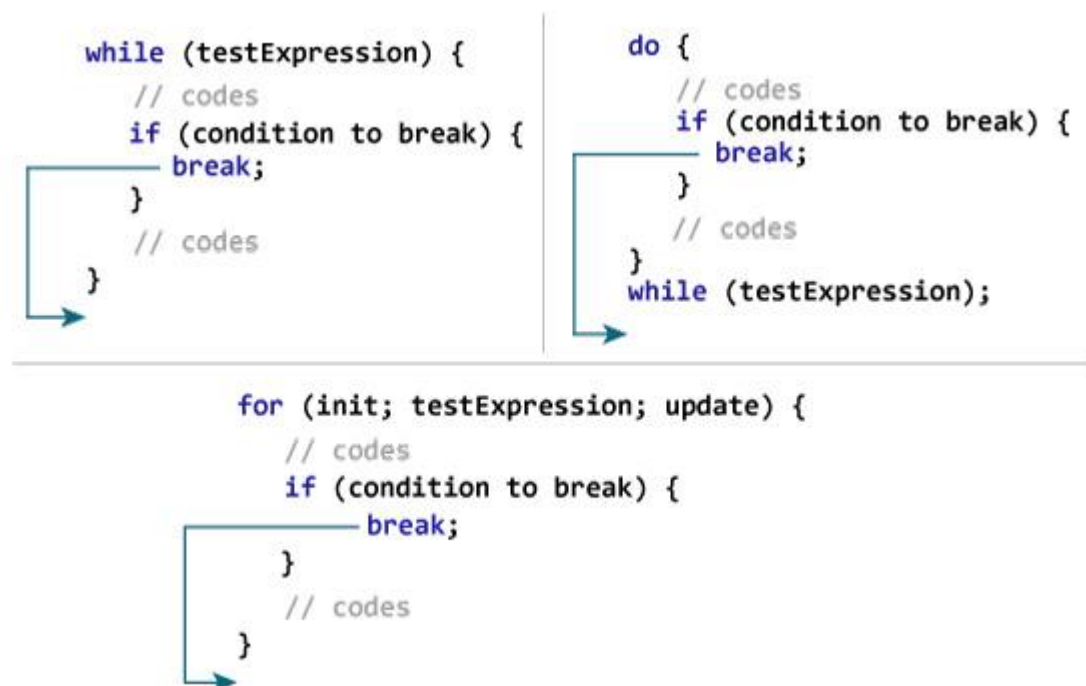 while (testExpression) {
// codes
if (condition to break) {
break;
}
// codes
}
do {
// codes
if (condition to break) {
break;
}
// codes
}
while (testExpression);
for (init; testExpression; update) {
// codes
if (condition to break) {
break;
}
// codes
}